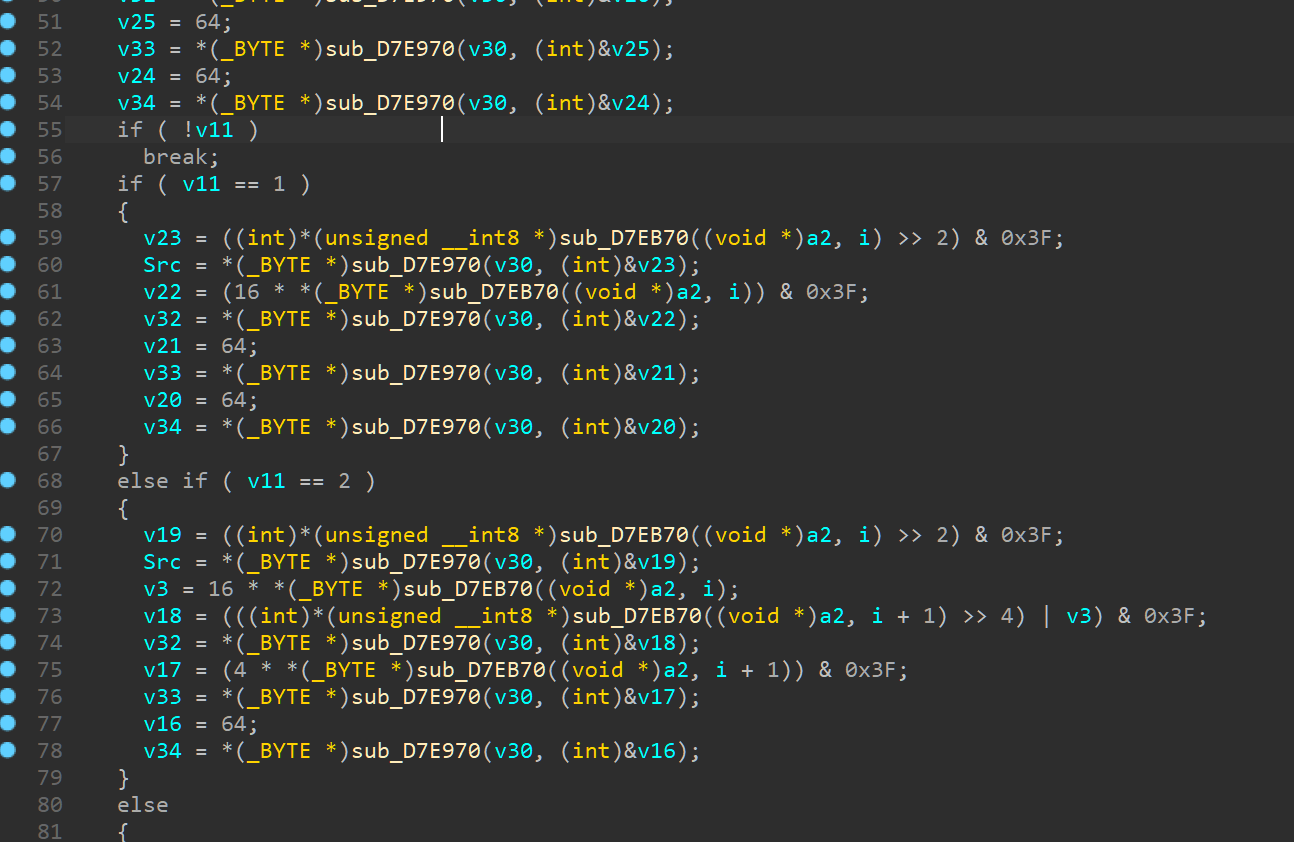 51 v25 = 64;
52 v33 = *(_BYTE *)sub_D7E970(v30, (int)&v25);
53 v24 = 64;
54 v34 = *(_BYTE *)sub_D7E970(v30, (int)&v24);
55 if ( !v11 )
56 break;
57 if ( v11 == 1 )
58 {
59 v23 = ((int)*(unsigned __int8 *)sub_D7EB70((void *)a2, i) >> 2) & 0x3F;
60 Src = *(_BYTE *)sub_D7E970(v30, (int)&v23);
61 v22 = (16 * *(_BYTE *)sub_D7EB70((void *)a2, i)) & 0x3F;
62 v32 = *(_BYTE *)sub_D7E970(v30, (int)&v22);
63 v21 = 64;
64 v33 = *(_BYTE *)sub_D7E970(v30, (int)&v21);
65 v20 = 64;
66 v34 = *(_BYTE *)sub_D7E970(v30, (int)&v20);
67 }
68 else if ( v11 == 2 )
69 {
70 v19 = ((int)*(unsigned __int8 *)sub_D7EB70((void *)a2, i) >> 2) & 0x3F;
71 Src = *(_BYTE *)sub_D7E970(v30, (int)&v19);
72 v3 = 16 * *(_BYTE *)sub_D7EB70((void *)a2, i);
73 v18 = (((int)*(unsigned __int8 *)sub_D7EB70((void *)a2, i + 1) >> 4) | v3) & 0x3F;
74 v32 = *(_BYTE *)sub_D7E970(v30, (int)&v18);
75 v17 = (4 * *(_BYTE *)sub_D7EB70((void *)a2, i + 1)) & 0x3F;
76 v33 = *(_BYTE *)sub_D7E970(v30, (int)&v17);
77 v16 = 64;
78 v34 = *(_BYTE *)sub_D7E970(v30, (int)&v16);
79 }
80 else
81 {